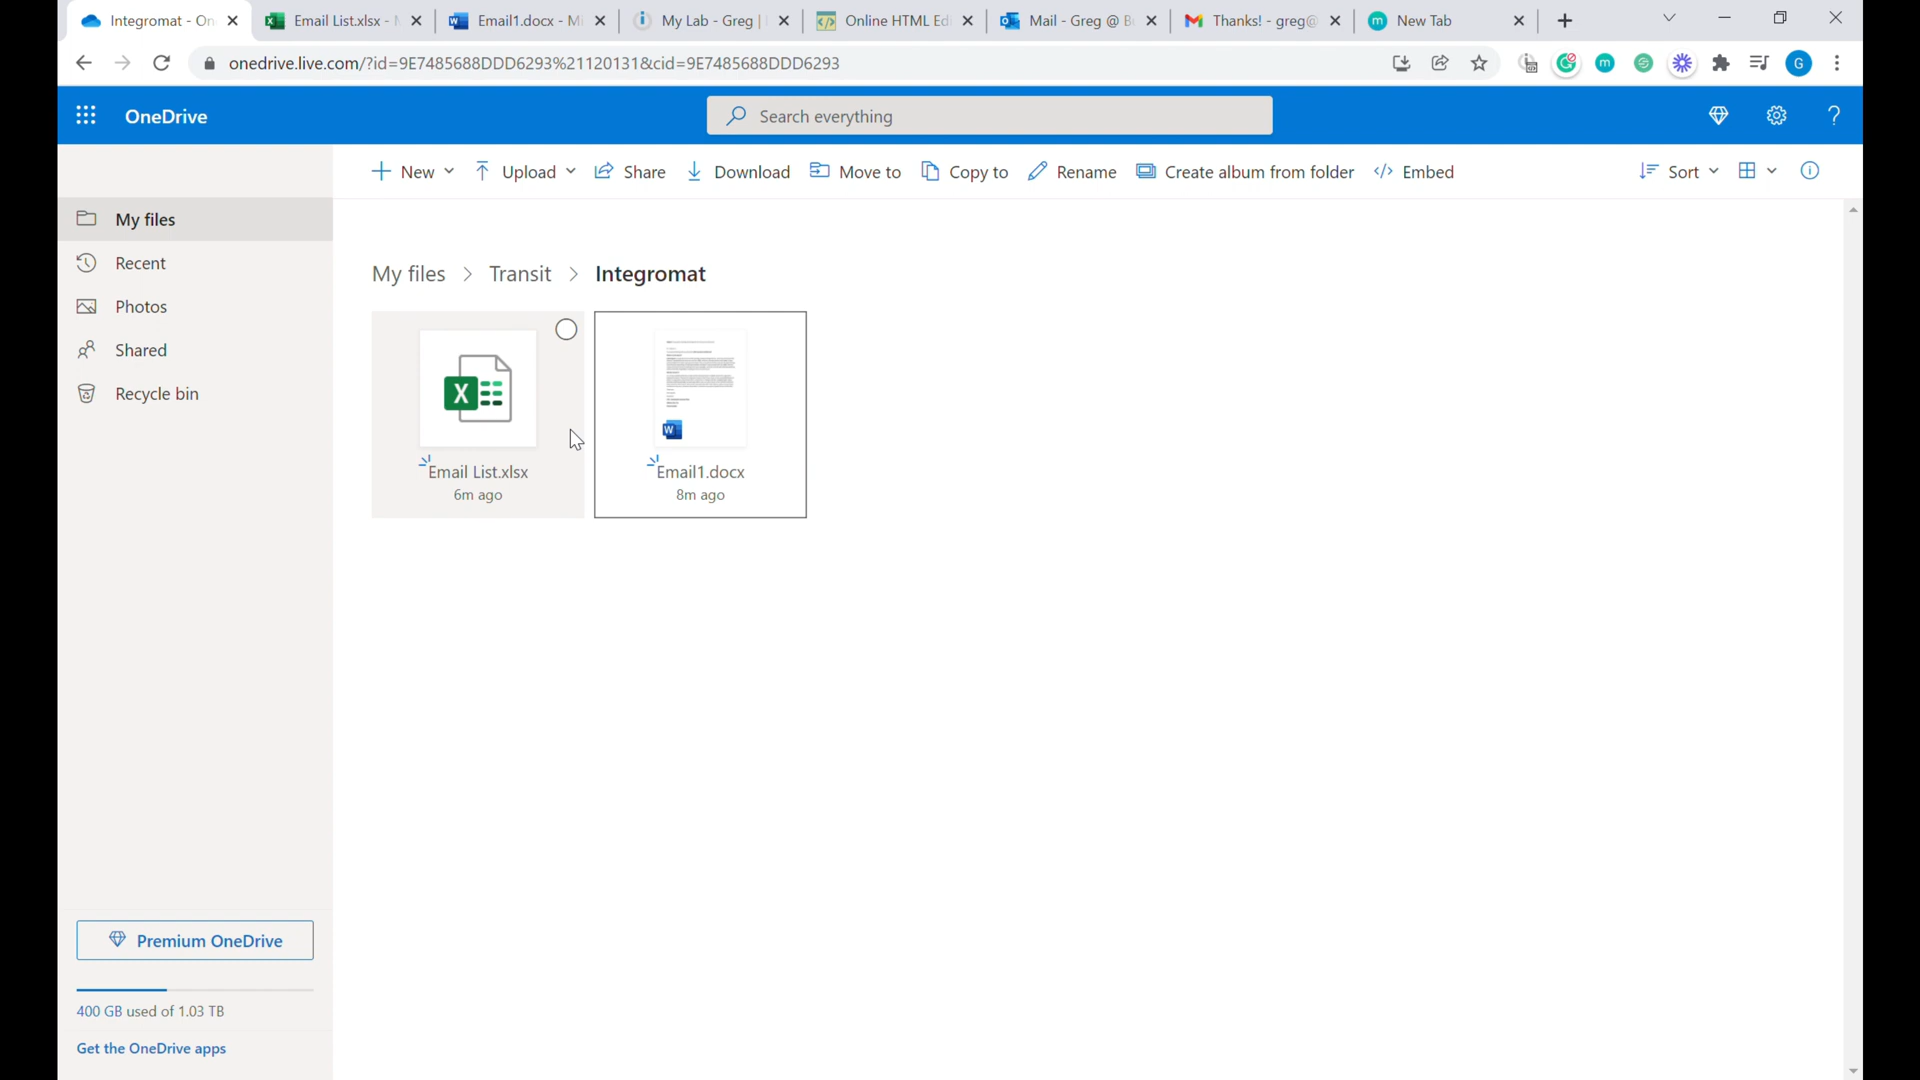 Integromat - On
Email List.xlsx - M
Email1.docx - Mi
My Lab - Greg |
Online HTML Ed
Mail - Greg @ B
Thanks! - greg@
m
New Tab
onedrive.live.com/?id=9E7485688DDD6293%21120131&cid=9E7485688DDD6293
m
G
OneDrive
Search everything
?
New
Upload
Share
Download
Move to
Copy to
Rename
Create album from folder
Embed
Sort
My files
Recent
Photos
Shared
Recycle bin
My files > Transit > Integromat
X
Email List.xlsx
6m ago
W
Email1.docx
8m ago
Premium OneDrive
400 GB used of 1.03 TB
Get the OneDrive apps